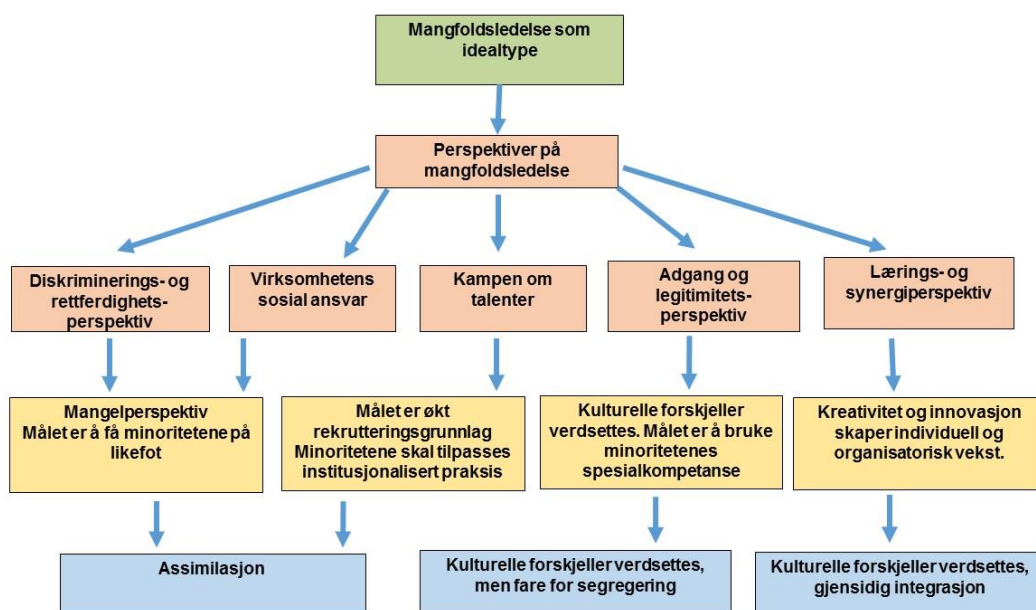 Mangfoldsledelse som
idealtype
Perspektiver på
mangfoldsledelse
Diskriminerings- og
rettferdighets-
perspektiv
Virksomhetens
sosial ansvar
Kampen om
talenter
Adgang og
legitimitets-
perspektiv
Lærings- og
synergiperspektiv
Mangelperspektiv
Målet er å få minoritetene på
likefot
Målet er økt
rekrutteringsgrunnlag
Minoritetene skal tilpasses
institusjonalisert praksis
Kulturelle forskjeller
verdsettes. Målet er å bruke
minoritetenes
spesialkompetanse
Kreativitet og innovasjon
skaper individuell og
organisatorisk vekst.
Assimilasjon
Kulturelle forskjeller verdsettes,
men fare for segregering
Kulturelle forskjeller verdsettes,
gjensidig integrasjon